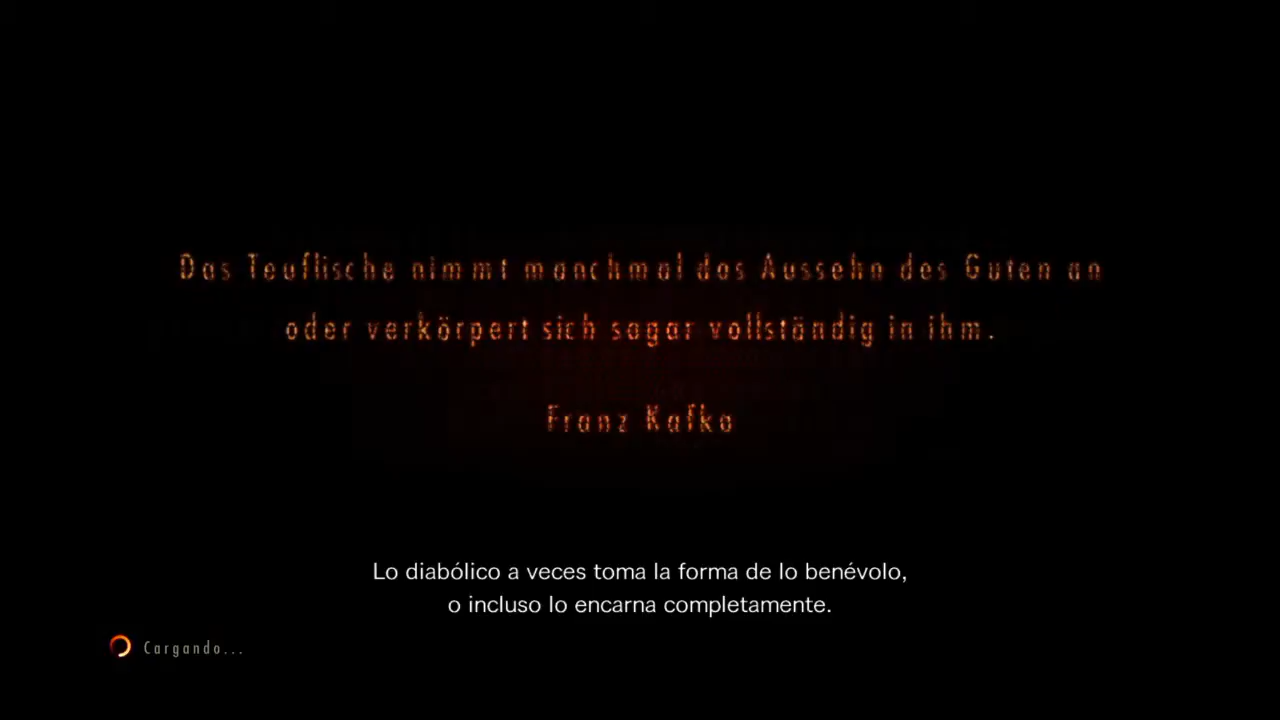 Das Teuflische nimmt manchmal das Aussehn des Guten an
oder verkörpert sich sogar vollständig in ihm.
Franz Kafka
Lo diabólico a veces toma la forma de lo benévolo,
o incluso lo encarna completamente.
Cargando...